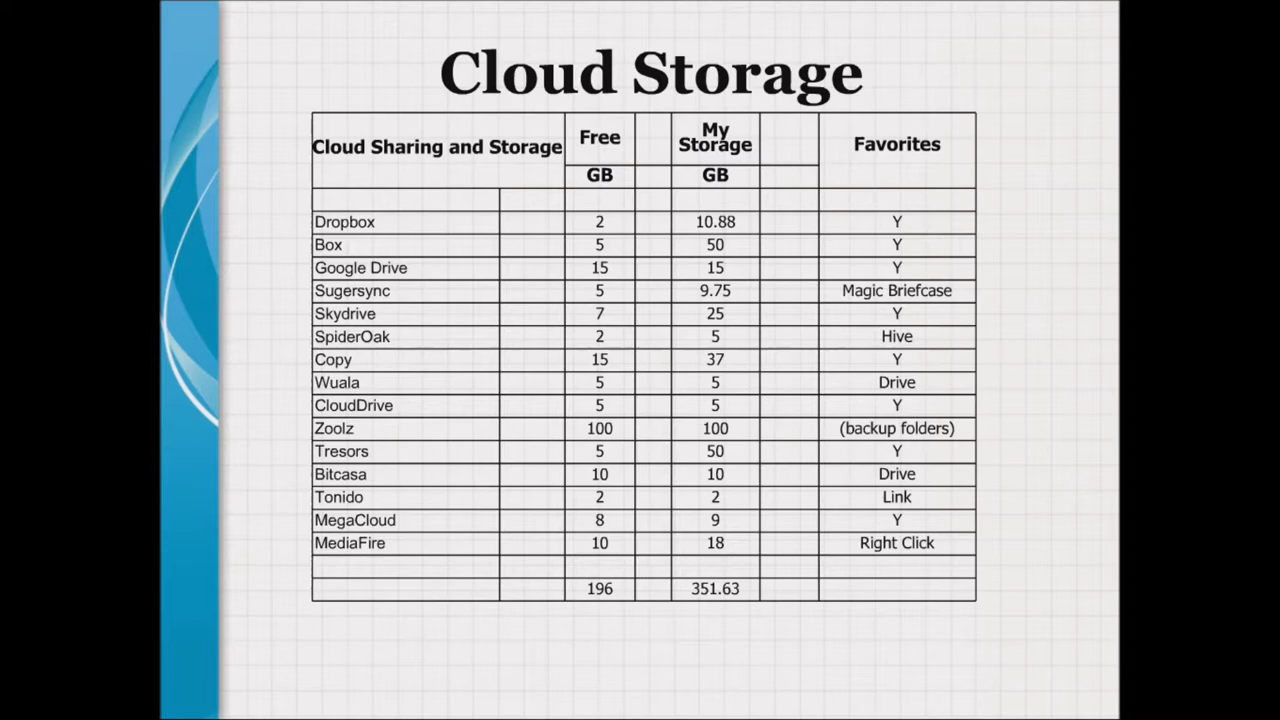 Cloud Storage
Cloud Sharing and Storage Free My Storage Favorites
GB GB
Dropbox 2 10.88 Y
Box 5 50 Y
Google Drive 15 15 Y
Sugersync 5 9.75 Magic Briefcase
Skydrive 7 25 Y
SpiderOak 2 5 Hive
Copy 15 37 Y
Wuala 5 5 Drive
CloudDrive 5 5 Y
Zoolz 100 100 (backup folders)
Tresors 5 50 Y
Bitcasa 10 10 Drive
Tonido 2 2 Link
MegaCloud 8 9 Y
MediaFire 10 18 Right Click
196 351.63